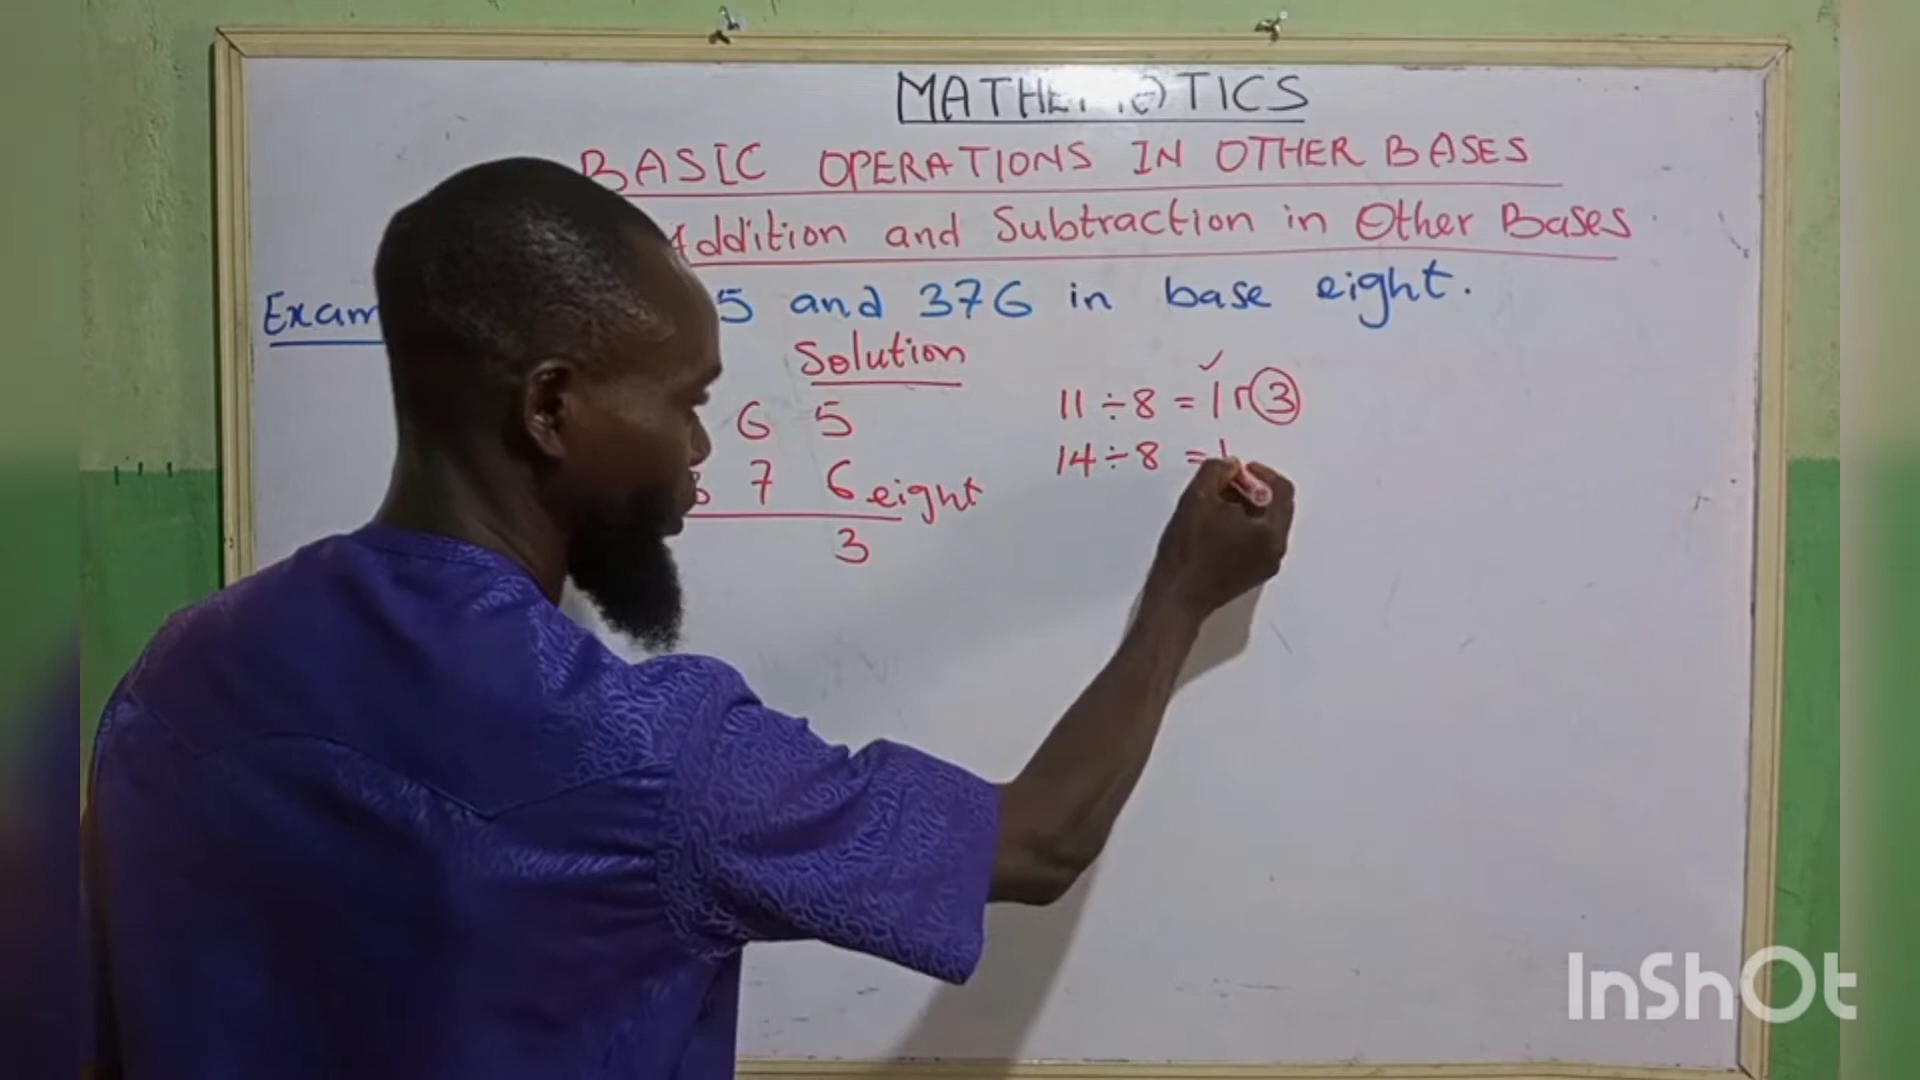 MATHEMATICS
BASIC OPERATIONS IN OTHER BASES
Addition and Subtraction in Other Bases
Exam 5 and 376 in base eight.
Solution
6 5
7 6 eight
3
11 ÷ 8 = 1 r 3
14 ÷ 8 = 1
InShOt